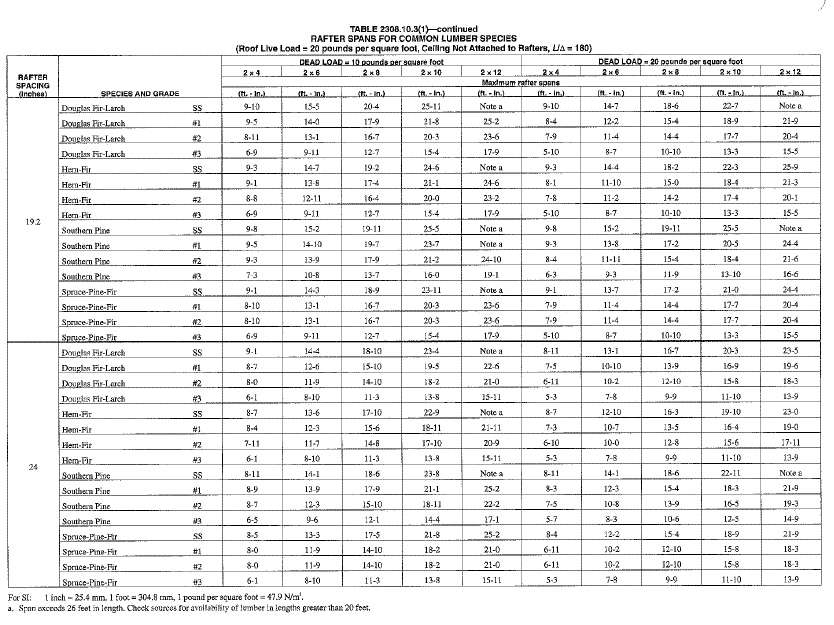 TABLE 2308.10.3(1)—continued
RAFTER SPANS FOR COMMON LUMBER SPECIES
(Roof Live Load = 20 pounds per square foot, Ceiling Not Attached to Rafters, L/Δ = 180)
RAFTER SPACING (inches) SPECIES AND GRADE DEAD LOAD = 10 pounds per square foot DEAD LOAD = 20 pounds per square foot
2 x 4 2 x 6 2 x 8 2 x 10 2 x 12 2 x 4 2 x 6 2 x 8 2 x 10 2 x 12
Maximum rafter spans
(ft. - in.) (ft. - in.) (ft. - in.) (ft. - in.) (ft. - in.) (ft. - in.) (ft. - in.) (ft. - in.) (ft. - in.) (ft. - in.)
19.2
Douglas Fir-Larch SS 9-10 15-5 20-4 25-11 Note a 9-10 14-7 18-6 22-7 Note a
Douglas Fir-Larch #1 9-5 14-0 17-9 21-8 25-2 8-4 12-2 15-4 18-9 21-9
Douglas Fir-Larch #2 8-11 13-1 16-7 20-3 23-6 7-9 11-4 14-4 17-7 20-4
Douglas Fir-Larch #3 6-9 9-11 12-7 15-4 17-9 5-10 8-7 10-10 13-3 15-5
Hem-Fir SS 9-3 14-7 19-2 24-6 Note a 9-3 14-4 18-2 22-3 25-9
Hem-Fir #1 9-1 13-8 17-4 21-1 24-6 8-1 11-10 15-0 18-4 21-3
Hem-Fir #2 8-8 12-11 16-4 20-0 23-2 7-8 11-2 14-2 17-4 20-1
Hem-Fir #3 6-9 9-11 12-7 15-4 17-9 5-10 8-7 10-10 13-3 15-5
Southern Pine SS 9-8 15-2 19-11 25-5 Note a 9-8 15-2 19-11 25-5 Note a
Southern Pine #1 9-5 14-10 19-7 23-7 Note a 9-3 13-8 17-2 20-5 24-4
Southern Pine #2 9-3 13-9 17-9 21-2 24-10 8-4 11-11 15-4 18-4 21-6
Southern Pine #3 7-3 10-8 13-7 16-0 19-1 6-3 9-3 11-9 13-10 16-6
Spruce-Pine-Fir SS 9-1 14-3 18-9 23-11 Note a 9-1 13-7 17-2 21-0 24-4
Spruce-Pine-Fir #1 8-10 13-1 16-7 20-3 23-6 7-9 11-4 14-4 17-7 20-4
Spruce-Pine-Fir #2 8-10 13-1 16-7 20-3 23-6 7-9 11-4 14-4 17-7 20-4
Spruce-Pine-Fir #3 6-9 9-11 12-7 15-4 17-9 5-10 8-7 10-10 13-3 15-5
24
Douglas Fir-Larch SS 9-1 14-4 18-10 23-4 Note a 8-11 13-1 16-7 20-3 23-5
Douglas Fir-Larch #1 8-7 12-6 15-10 19-5 22-6 7-5 10-10 13-9 16-9 19-6
Douglas Fir-Larch #2 8-0 11-9 14-10 18-2 21-0 6-11 10-2 12-10 15-8 18-3
Douglas Fir-Larch #3 6-1 8-10 11-3 13-8 15-11 5-3 7-8 9-9 11-10 13-9
Hem-Fir SS 8-7 13-6 17-10 22-9 Note a 8-7 12-10 16-3 19-10 23-0
Hem-Fir #1 8-4 12-3 15-6 18-11 21-11 7-3 10-7 13-5 16-4 19-0
Hem-Fir #2 7-11 11-7 14-8 17-10 20-9 6-10 10-0 12-8 15-6 17-11
Hem-Fir #3 6-1 8-10 11-3 13-8 15-11 5-3 7-8 9-9 11-10 13-9
Southern Pine SS 8-11 14-1 18-6 23-8 Note a 8-11 14-1 18-6 22-11 Note a
Southern Pine #1 8-9 13-9 17-9 21-1 25-2 8-3 12-3 15-4 18-3 21-9
Southern Pine #2 8-7 12-3 15-10 18-11 22-2 7-5 10-8 13-9 16-5 19-3
Southern Pine #3 6-5 9-6 12-1 14-4 17-1 5-7 8-3 10-6 12-5 14-9
Spruce-Pine-Fir SS 8-5 13-3 17-5 21-8 25-2 8-4 12-2 15-4 18-9 21-9
Spruce-Pine-Fir #1 8-0 11-9 14-10 18-2 21-0 6-11 10-2 12-10 15-8 18-3
Spruce-Pine-Fir #2 8-0 11-9 14-10 18-2 21-0 6-11 10-2 12-10 15-8 18-3
Spruce-Pine-Fir #3 6-1 8-10 11-3 13-8 15-11 5-3 7-8 9-9 11-10 13-9
For SI: 1 inch = 25.4 mm, 1 foot = 304.8 mm, 1 pound per square foot = 47.9 N/m².
a. Span exceeds 26 feet in length. Check sources for availability of lumber in lengths greater than 20 feet.